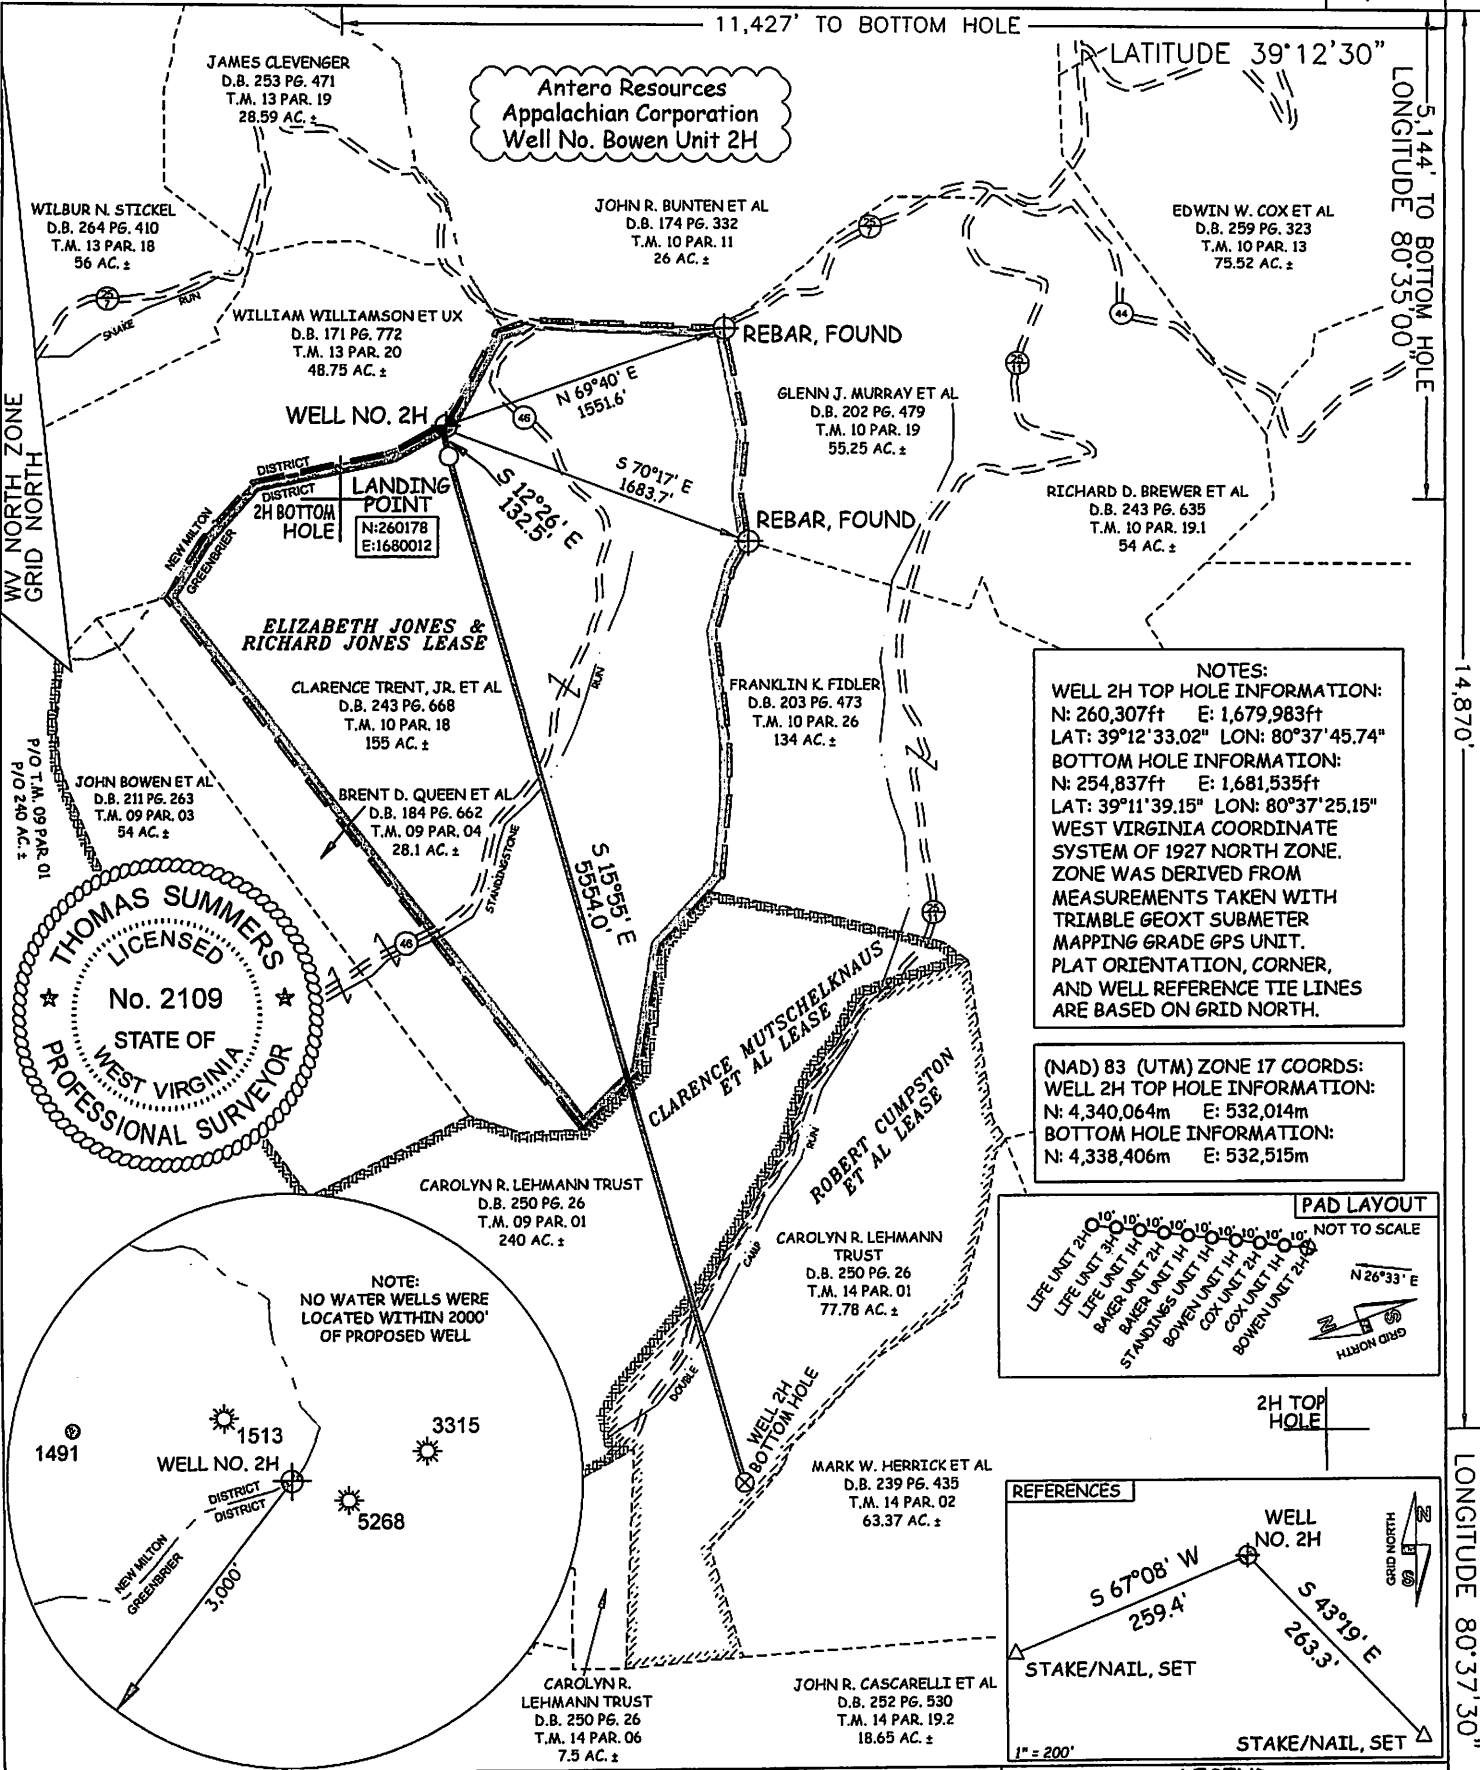 11,427' TO BOTTOM HOLE
LATITUDE 39°12'30"
5,144' TO BOTTOM HOLE
LONGITUDE 80°35'00"
JAMES CLEVENGER
D.B. 253 PG. 471
T.M. 13 PAR. 19
28.59 AC. ±
Antero Resources
Appalachian Corporation
Well No. Bowen Unit 2H
WILBUR N. STICKEL
D.B. 264 PG. 410
T.M. 13 PAR. 18
56 AC. ±
JOHN R. BUNTEN ET AL
D.B. 174 PG. 332
T.M. 10 PAR. 11
26 AC. ±
EDWIN W. COX ET AL
D.B. 259 PG. 323
T.M. 10 PAR. 13
75.52 AC. ±
25
7
25
7
SNAKE RUN
44
25
11
WILLIAM WILLIAMSON ET UX
D.B. 171 PG. 772
T.M. 13 PAR. 20
48.75 AC. ±
REBAR, FOUND
N 69°40' E
1551.6'
WELL NO. 2H
46
GLENN J. MURRAY ET AL
D.B. 202 PG. 479
T.M. 10 PAR. 19
55.25 AC. ±
WV NORTH ZONE
GRID NORTH
S 70°17' E
1683.7'
S 12°26' E
132.5'
DISTRICT
DISTRICT
NEW MILTON
GREENBRIER
2H BOTTOM
HOLE
LANDING
POINT
N:260178
E:1680012
REBAR, FOUND
RICHARD D. BREWER ET AL
D.B. 243 PG. 635
T.M. 10 PAR. 19.1
54 AC. ±
ELIZABETH JONES &
RICHARD JONES LEASE
CLARENCE TRENT, JR. ET AL
D.B. 243 PG. 668
T.M. 10 PAR. 18
155 AC. ±
RUN
FRANKLIN K. FIDLER
D.B. 203 PG. 473
T.M. 10 PAR. 26
134 AC. ±
14,870'
NOTES:
WELL 2H TOP HOLE INFORMATION:
N: 260,307ft E: 1,679,983ft
LAT: 39°12'33.02" LON: 80°37'45.74"
BOTTOM HOLE INFORMATION:
N: 254,837ft E: 1,681,535ft
LAT: 39°11'39.15" LON: 80°37'25.15"
WEST VIRGINIA COORDINATE
SYSTEM OF 1927 NORTH ZONE.
ZONE WAS DERIVED FROM
MEASUREMENTS TAKEN WITH
TRIMBLE GEOXT SUBMETER
MAPPING GRADE GPS UNIT.
PLAT ORIENTATION, CORNER,
AND WELL REFERENCE TIE LINES
ARE BASED ON GRID NORTH.
P/O T.M. 09 PAR. 01
P/O 240 AC. ±
JOHN BOWEN ET AL
D.B. 211 PG. 263
T.M. 09 PAR. 03
54 AC. ±
BRENT D. QUEEN ET AL
D.B. 184 PG. 662
T.M. 09 PAR. 04
28.1 AC. ±
STANDINGSTONE
S 15°55' E
5554.0'
46
25
11
THOMAS SUMMERS
LICENSED
No. 2109
STATE OF
WEST VIRGINIA
PROFESSIONAL SURVEYOR
CLARENCE MUTSCHELKNAUS
ET AL LEASE
ROBERT CUMPSTON
ET AL LEASE
(NAD) 83 (UTM) ZONE 17 COORDS:
WELL 2H TOP HOLE INFORMATION:
N: 4,340,064m E: 532,014m
BOTTOM HOLE INFORMATION:
N: 4,338,406m E: 532,515m
CAROLYN R. LEHMANN TRUST
D.B. 250 PG. 26
T.M. 09 PAR. 01
240 AC. ±
RUN
CAMP
DOUBLE
CAROLYN R. LEHMANN
TRUST
D.B. 250 PG. 26
T.M. 14 PAR. 01
77.78 AC. ±
PAD LAYOUT
NOT TO SCALE
10' 10' 10' 10' 10' 10' 10' 10' 10'
LIFE UNIT 2H
LIFE UNIT 3H
LIFE UNIT 1H
BAKER UNIT 2H
BAKER UNIT 1H
STANDINGS UNIT 1H
BOWEN UNIT 1H
COX UNIT 2H
COX UNIT 1H
BOWEN UNIT 2H
N 26°33' E
N
S
GRID NORTH
NOTE:
NO WATER WELLS WERE
LOCATED WITHIN 2000'
OF PROPOSED WELL
1491
1513
3315
WELL NO. 2H
5268
DISTRICT
DISTRICT
NEW MILTON
GREENBRIER
3,000'
WELL 2H
BOTTOM HOLE
2H TOP
HOLE
MARK W. HERRICK ET AL
D.B. 239 PG. 435
T.M. 14 PAR. 02
63.37 AC. ±
LONGITUDE 80°37'30"
REFERENCES
WELL
NO. 2H
S 67°08' W
259.4'
S 43°19' E
263.3'
N
S
GRID NORTH
STAKE/NAIL, SET
STAKE/NAIL, SET
1" = 200'
CAROLYN R.
LEHMANN TRUST
D.B. 250 PG. 26
T.M. 14 PAR. 06
7.5 AC. ±
JOHN R. CASCARELLI ET AL
D.B. 252 PG. 530
T.M. 14 PAR. 19.2
18.65 AC. ±